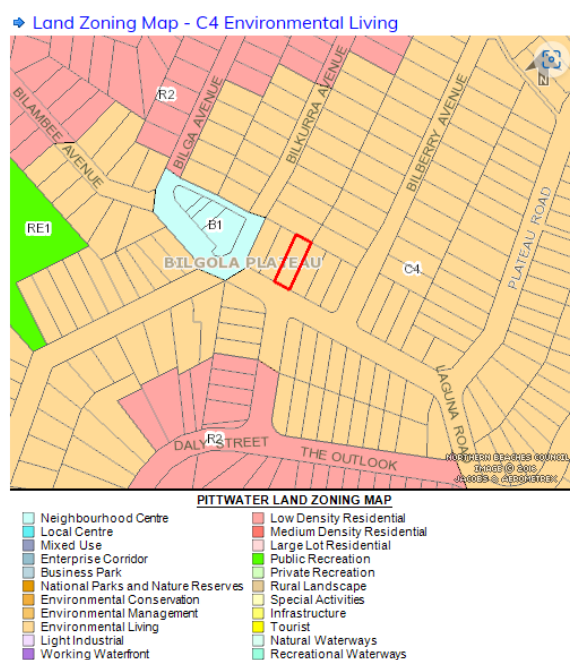 Land Zoning Map - C4 Environmental Living
N
R2
BILAMBEE AVENUE
BILGA AVENUE
BILKURRA AVENUE
BILBERRY AVENUE
PLATEAU ROAD
RE1
B1
BILGOLA PLATEAU
C4
LAGUNA ROAD
R2
DALY STREET
THE OUTLOOK
NORTHERN BEACHES COUNCIL
IMAGE © 2016
JACOBS & AEROMETREX
PITTWATER LAND ZONING MAP
Neighbourhood Centre
Local Centre
Mixed Use
Enterprise Corridor
Business Park
National Parks and Nature Reserves
Environmental Conservation
Environmental Management
Environmental Living
Light Industrial
Working Waterfront
Low Density Residential
Medium Density Residential
Large Lot Residential
Public Recreation
Private Recreation
Rural Landscape
Special Activities
Infrastructure
Tourist
Natural Waterways
Recreational Waterways